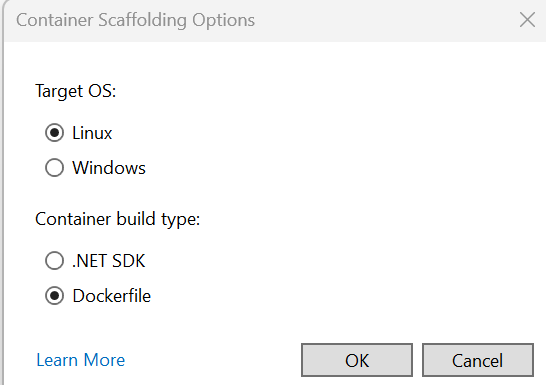 Container Scaffolding Options
Target OS:
Linux
Windows
Container build type:
.NET SDK
Dockerfile
Learn More
OK
Cancel